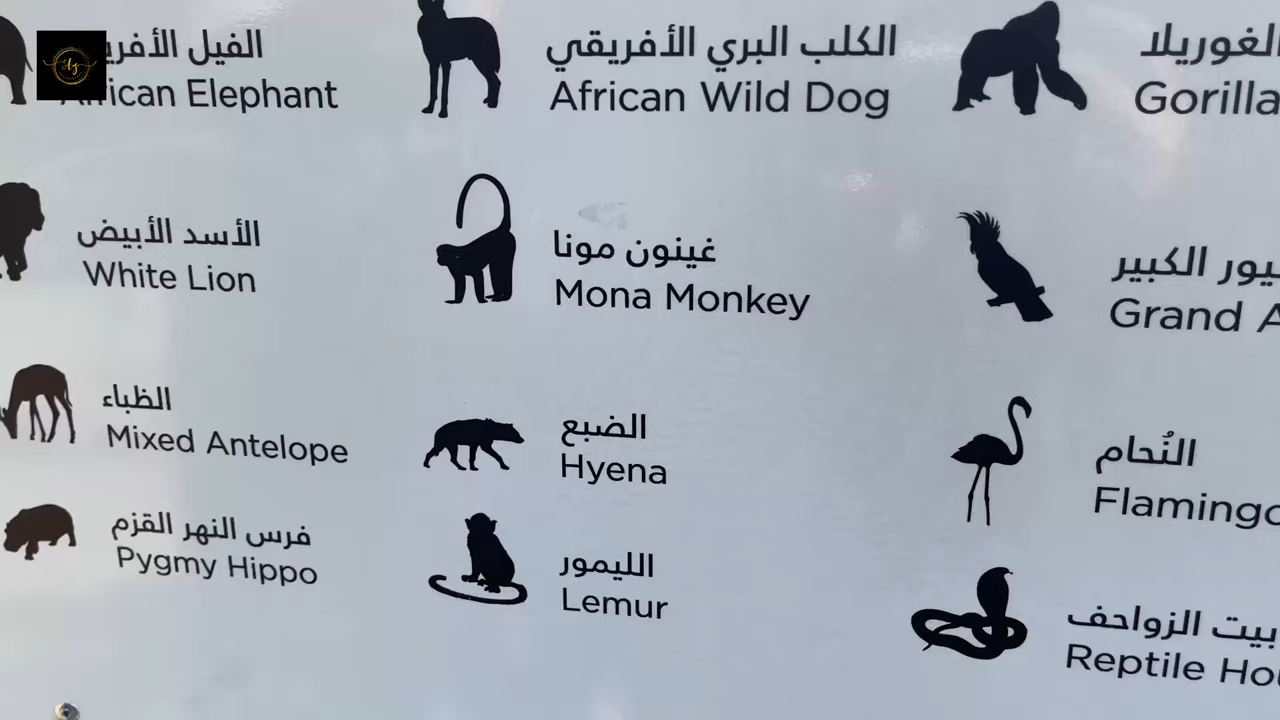 الفيل
African Elephant
الأسد الأبيض
White Lion
الظباء
Mixed Antelope
فرس النهر القزم
Pygmy Hippo
الكلب البري الأفريقي
African Wild Dog
غينون مونا
Mona Monkey
الضبع
Hyena
الليمور
Lemur
الغوريلا
Gorilla
الكبير
Grand
النُحام
Flamingo
بيت الزواحف
Reptile